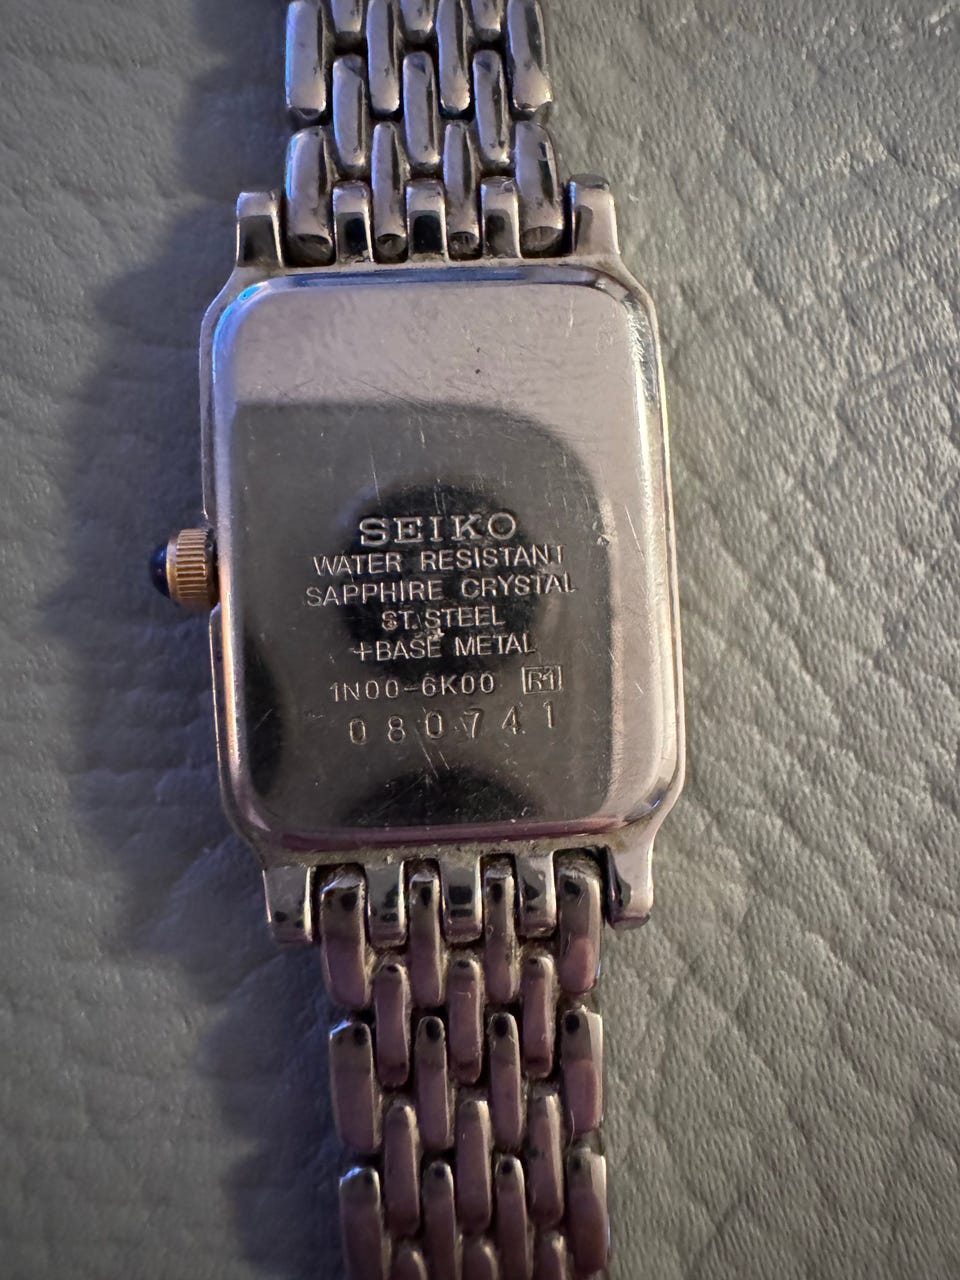 SEIKO
WATER RESISTANT
SAPPHIRE CRYSTAL
ST. STEEL
+BASE METAL
1N00-6K00 R1
080741